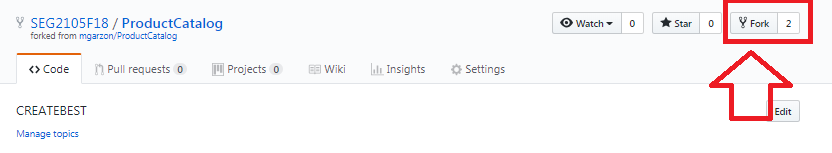 SEG2105F18 / ProductCatalog
forked from mgarzon/ProductCatalog
Watch 0
Star 0
Fork 2
Code
Pull requests 0
Projects 0
Wiki
Insights
Settings
CREATEBEST
Edit
Manage topics